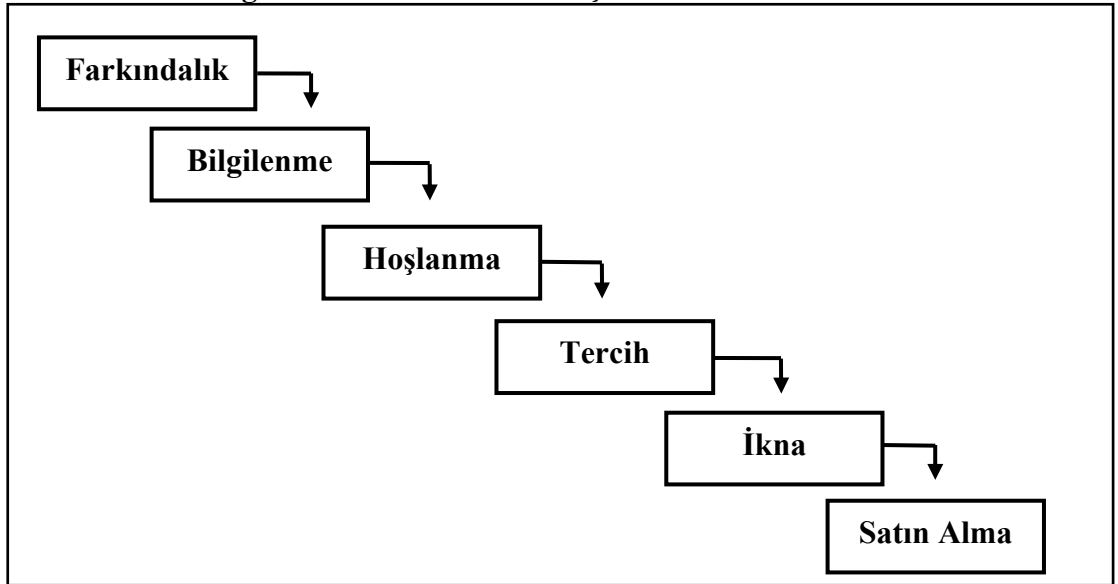 Farkındalık
Bilgilenme
Hoşlanma
Tercih
İkna
Satın Alma